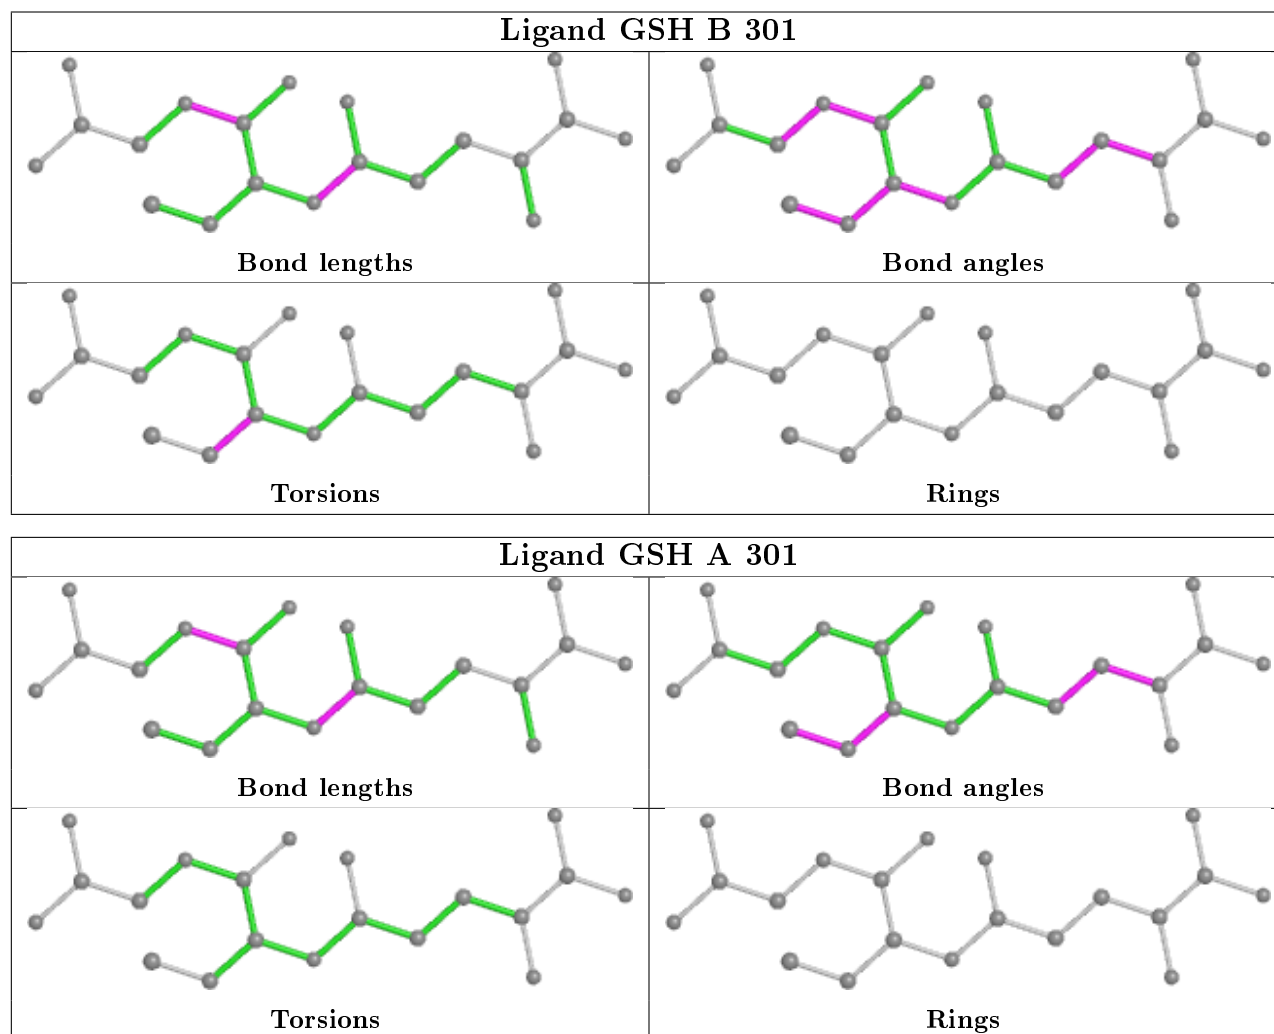 Ligand GSH B 301
Bond lengths
Bond angles
Torsions
Rings
Ligand GSH A 301
Bond lengths
Bond angles
Torsions
Rings